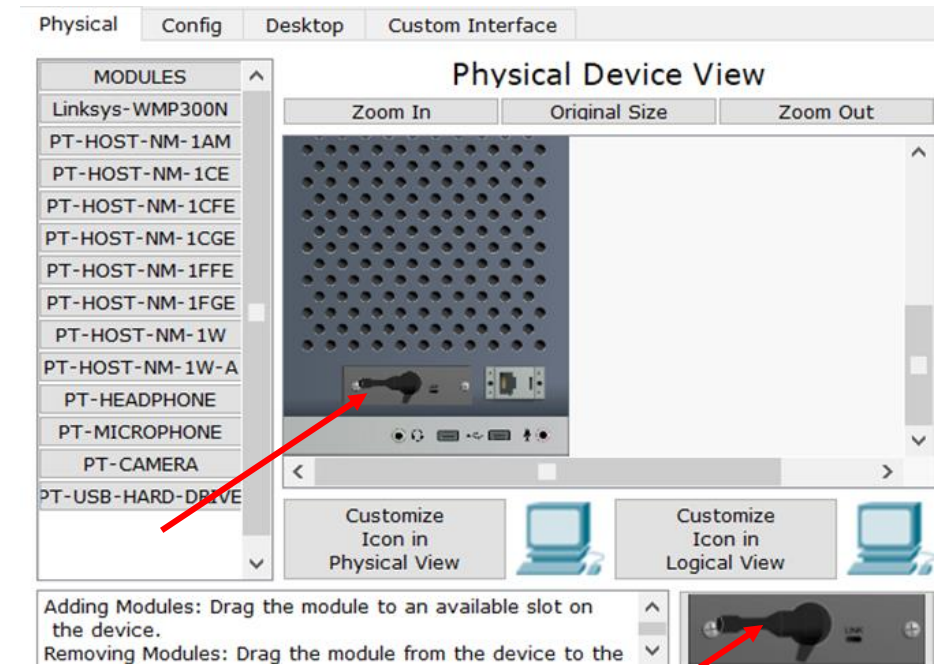 Physical Config Desktop Custom Interface
MODULES
Linksys-WMP300N
PT-HOST-NM-1AM
PT-HOST-NM-1CE
PT-HOST-NM-1CFE
PT-HOST-NM-1CGE
PT-HOST-NM-1FFE
PT-HOST-NM-1FGE
PT-HOST-NM-1W
PT-HOST-NM-1W-A
PT-HEADPHONE
PT-MICROPHONE
PT-CAMERA
PT-USB-HARD-DRIVE
Physical Device View
Zoom In Original Size Zoom Out
Customize
Icon in
Physical View
Customize
Icon in
Logical View
Adding Modules: Drag the module to an available slot on
the device.
Removing Modules: Drag the module from the device to the
LINK